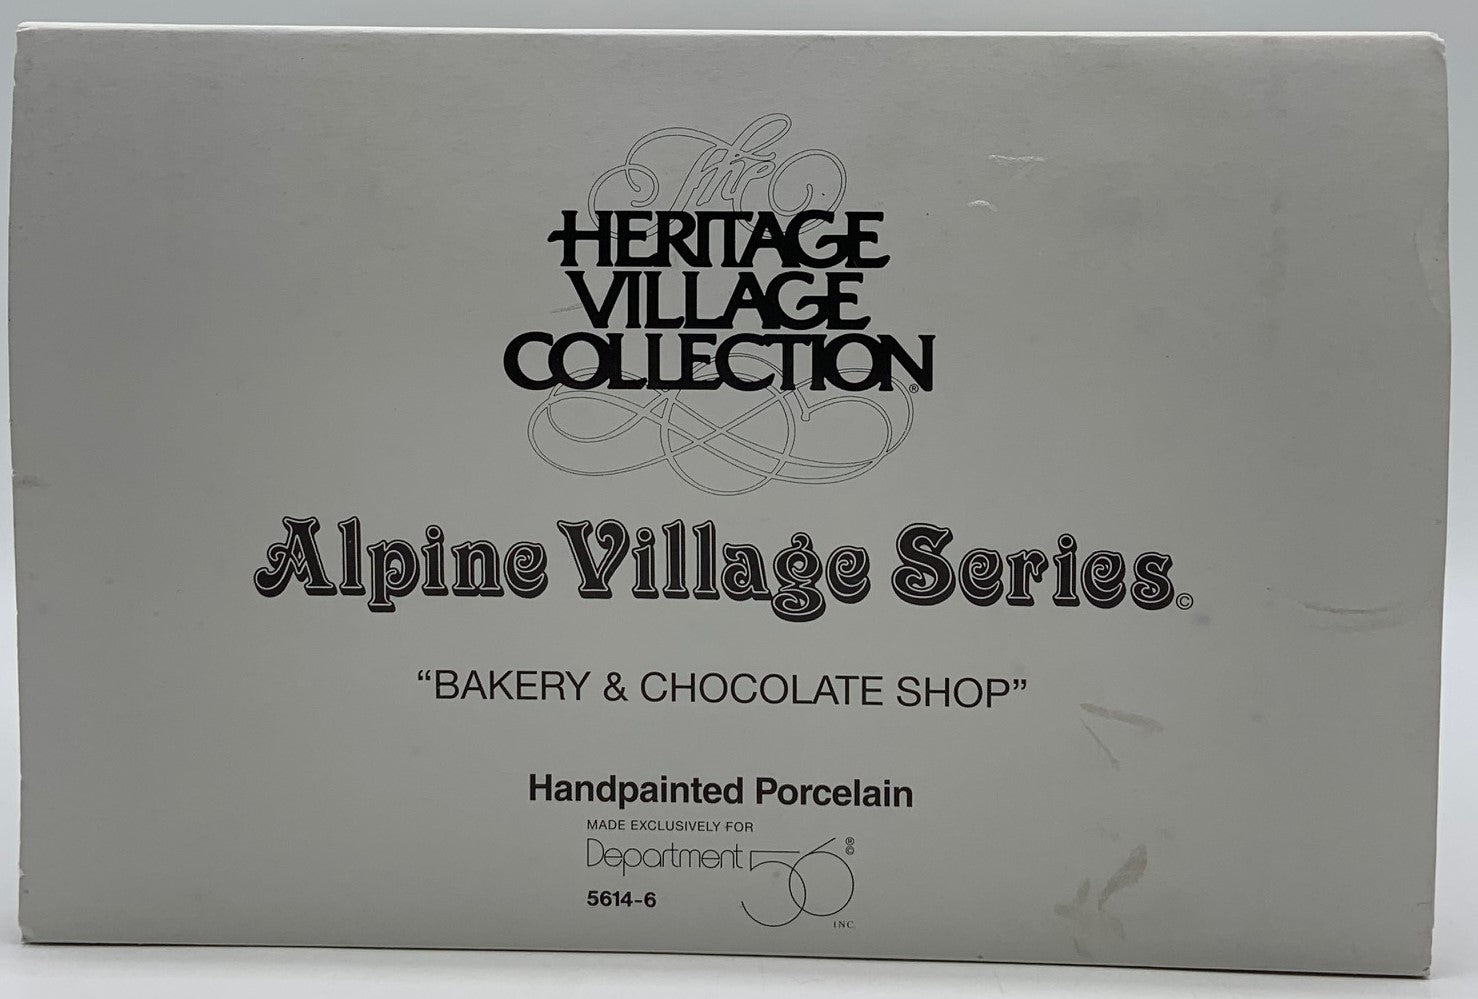 The
HERITAGE
VILLAGE
COLLECTION®
Alpine Village Series©
“BAKERY & CHOCOLATE SHOP”
Handpainted Porcelain
MADE EXCLUSIVELY FOR
Department 56®©
INC.
5614-6